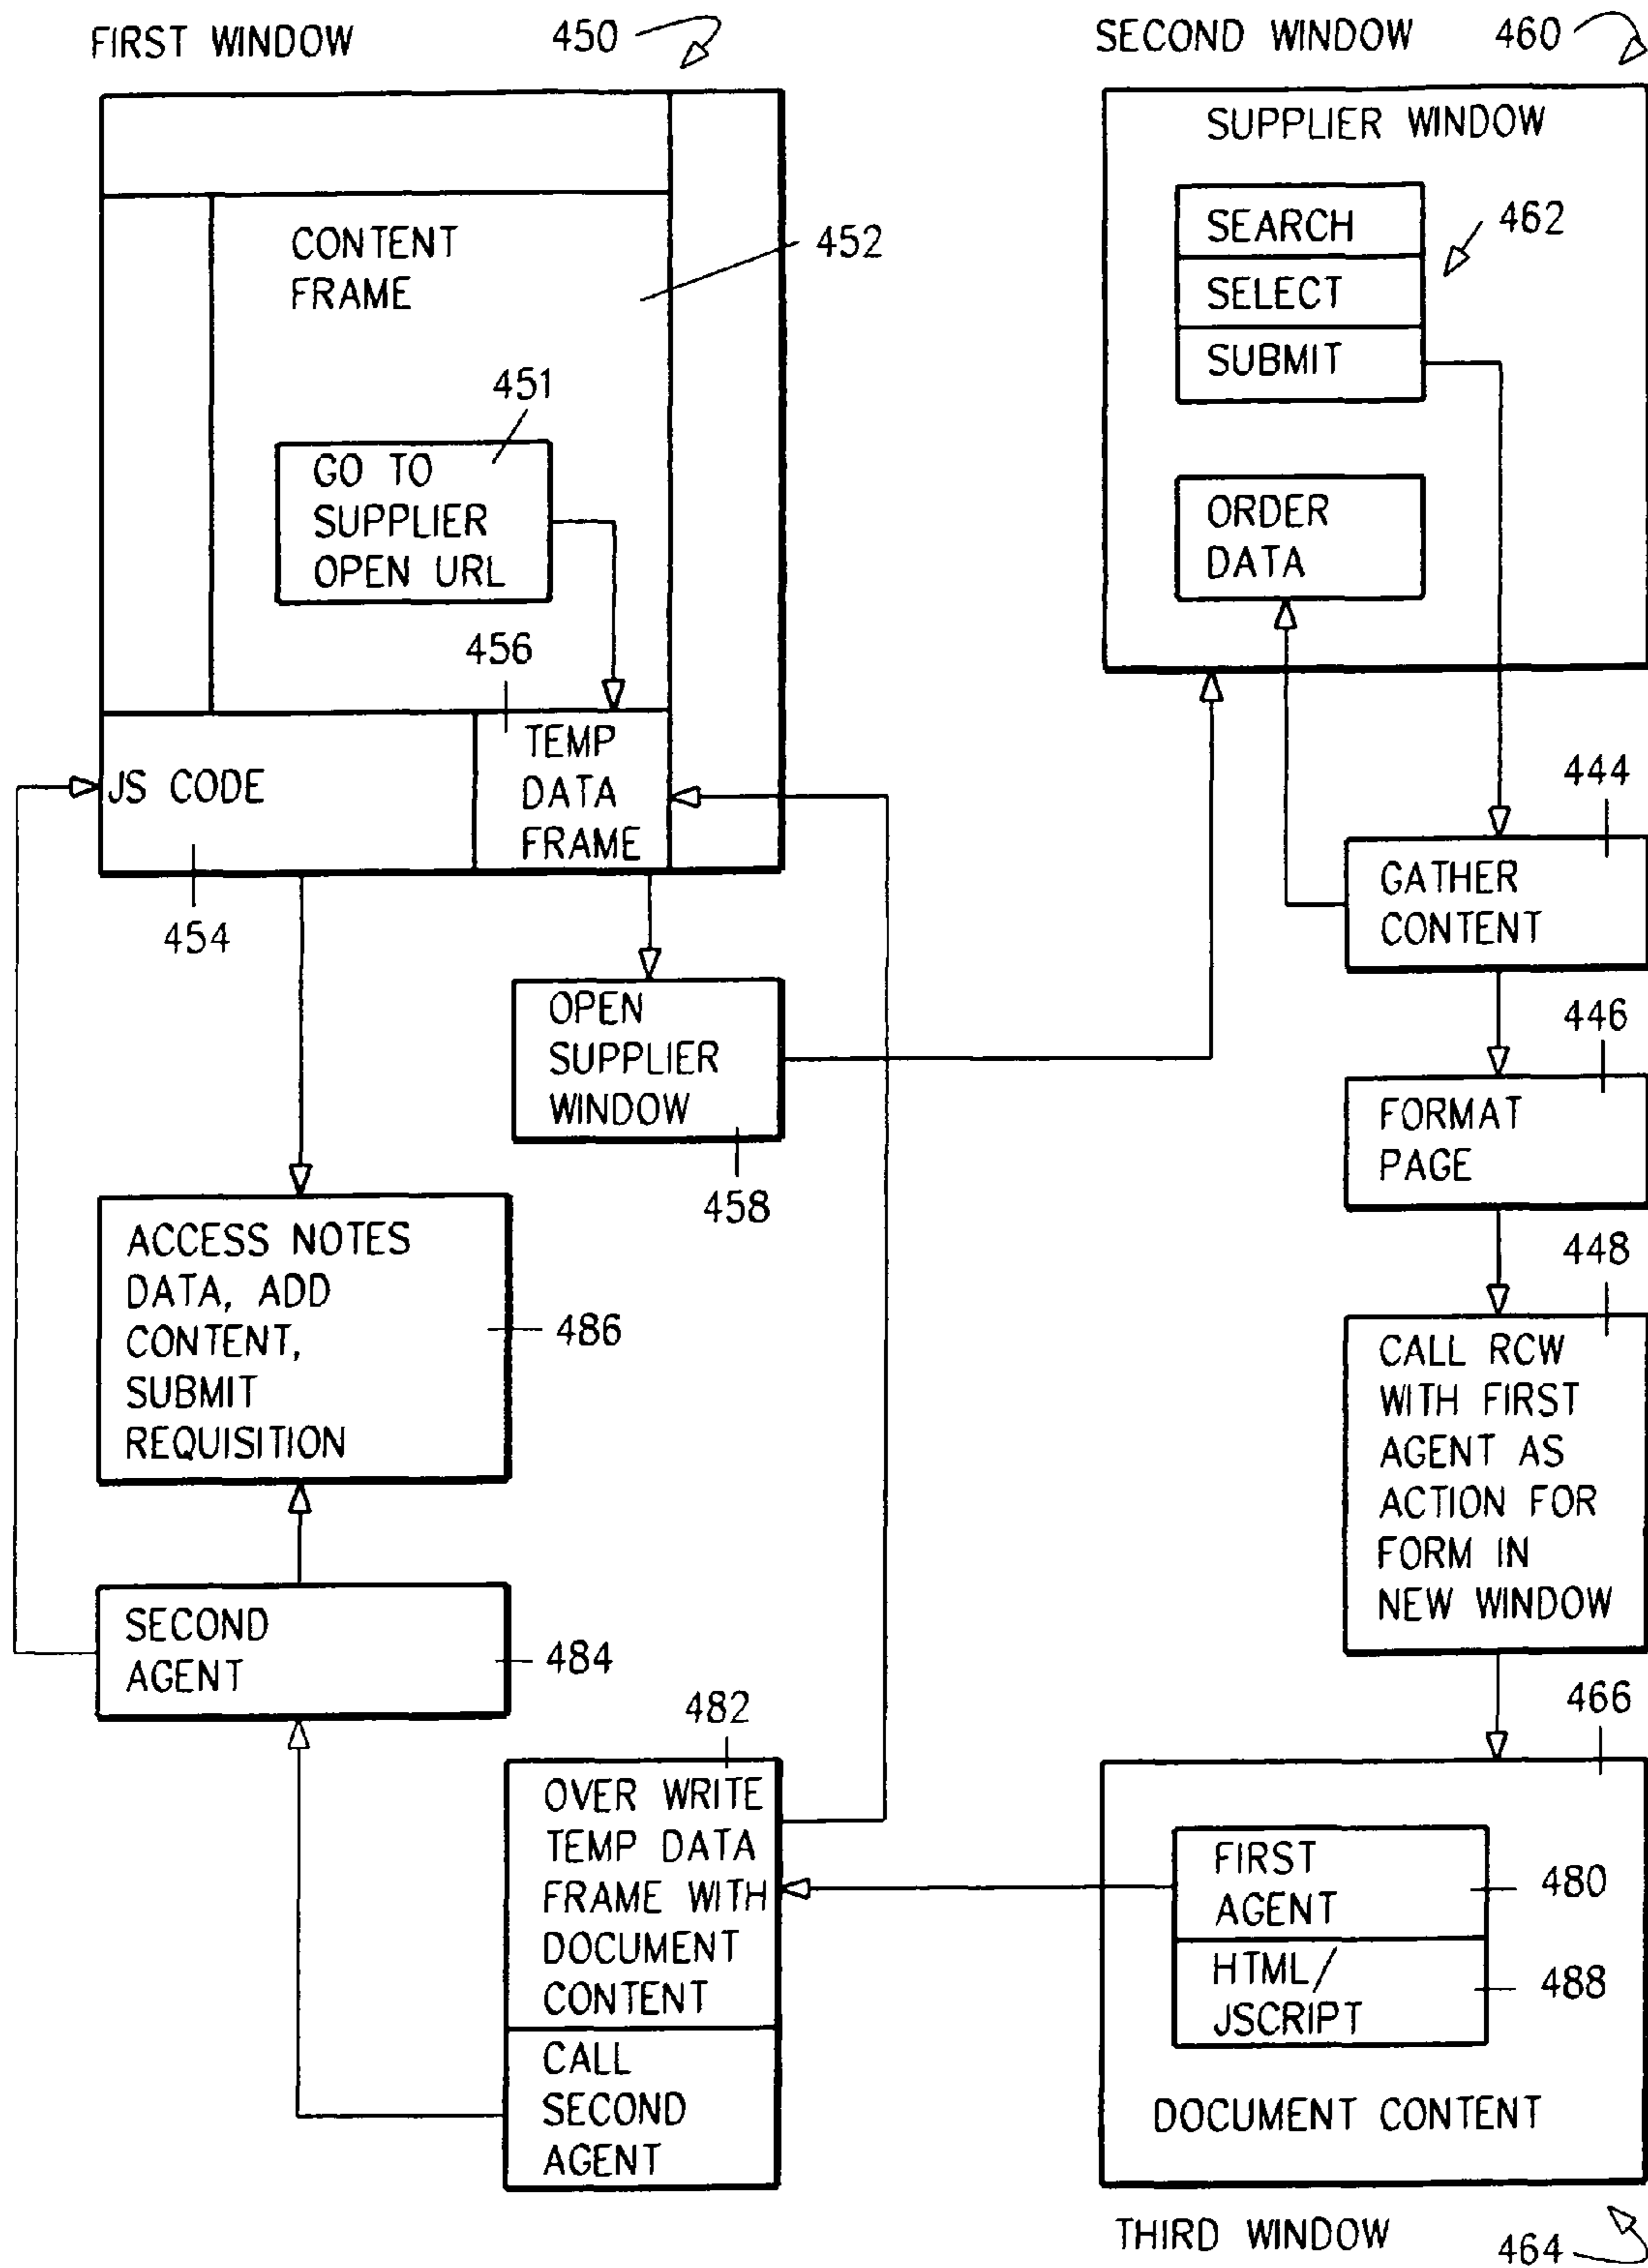 FIRST WINDOW
450
CONTENT
FRAME
452
451
GO TO
SUPPLIER
OPEN URL
456
TEMP
DATA
FRAME
JS CODE
454
OPEN
SUPPLIER
WINDOW
458
ACCESS NOTES
DATA, ADD
CONTENT,
SUBMIT
REQUISITION
486
SECOND
AGENT
484
482
OVER WRITE
TEMP DATA
FRAME WITH
DOCUMENT
CONTENT
CALL
SECOND
AGENT
SECOND WINDOW
460
SUPPLIER WINDOW
SEARCH
SELECT
SUBMIT
462
ORDER
DATA
444
GATHER
CONTENT
446
FORMAT
PAGE
448
CALL RCW
WITH FIRST
AGENT AS
ACTION FOR
FORM IN
NEW WINDOW
466
FIRST
AGENT
480
HTML/
JSCRIPT
488
DOCUMENT CONTENT
THIRD WINDOW
464